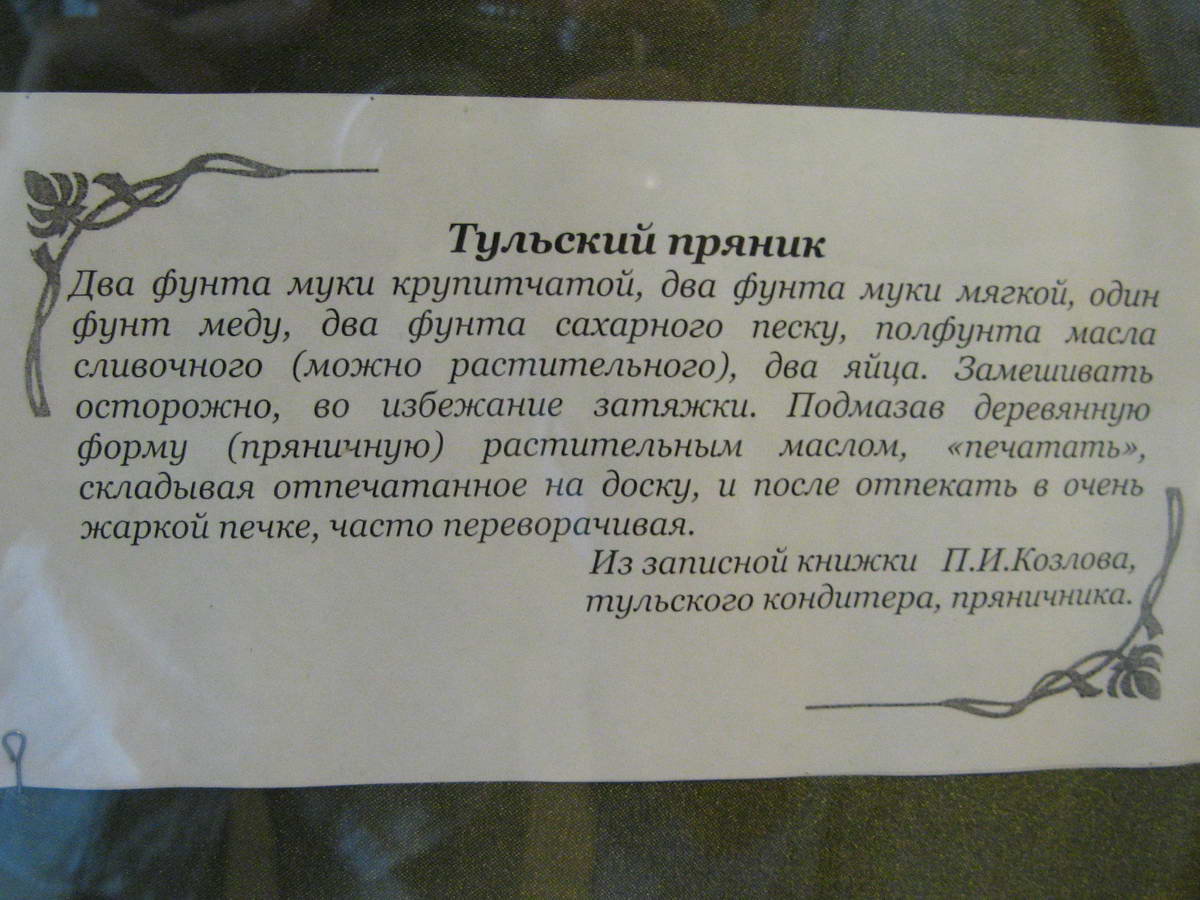 Тульский пряник
Два фунта муки крупитчатой, два фунта муки мягкой, один
фунт меду, два фунта сахарного песку, полфунта масла
сливочного (можно растительного), два яйца. Замешивать
осторожно, во избежание затяжки. Подмазав деревянную
форму (пряничную) растительным маслом, «печатать»,
складывая отпечатанное на доску, и после отпекать в очень
жаркой печке, часто переворачивая.
Из записной книжки П.И.Козлова,
тульского кондитера, пряничника.